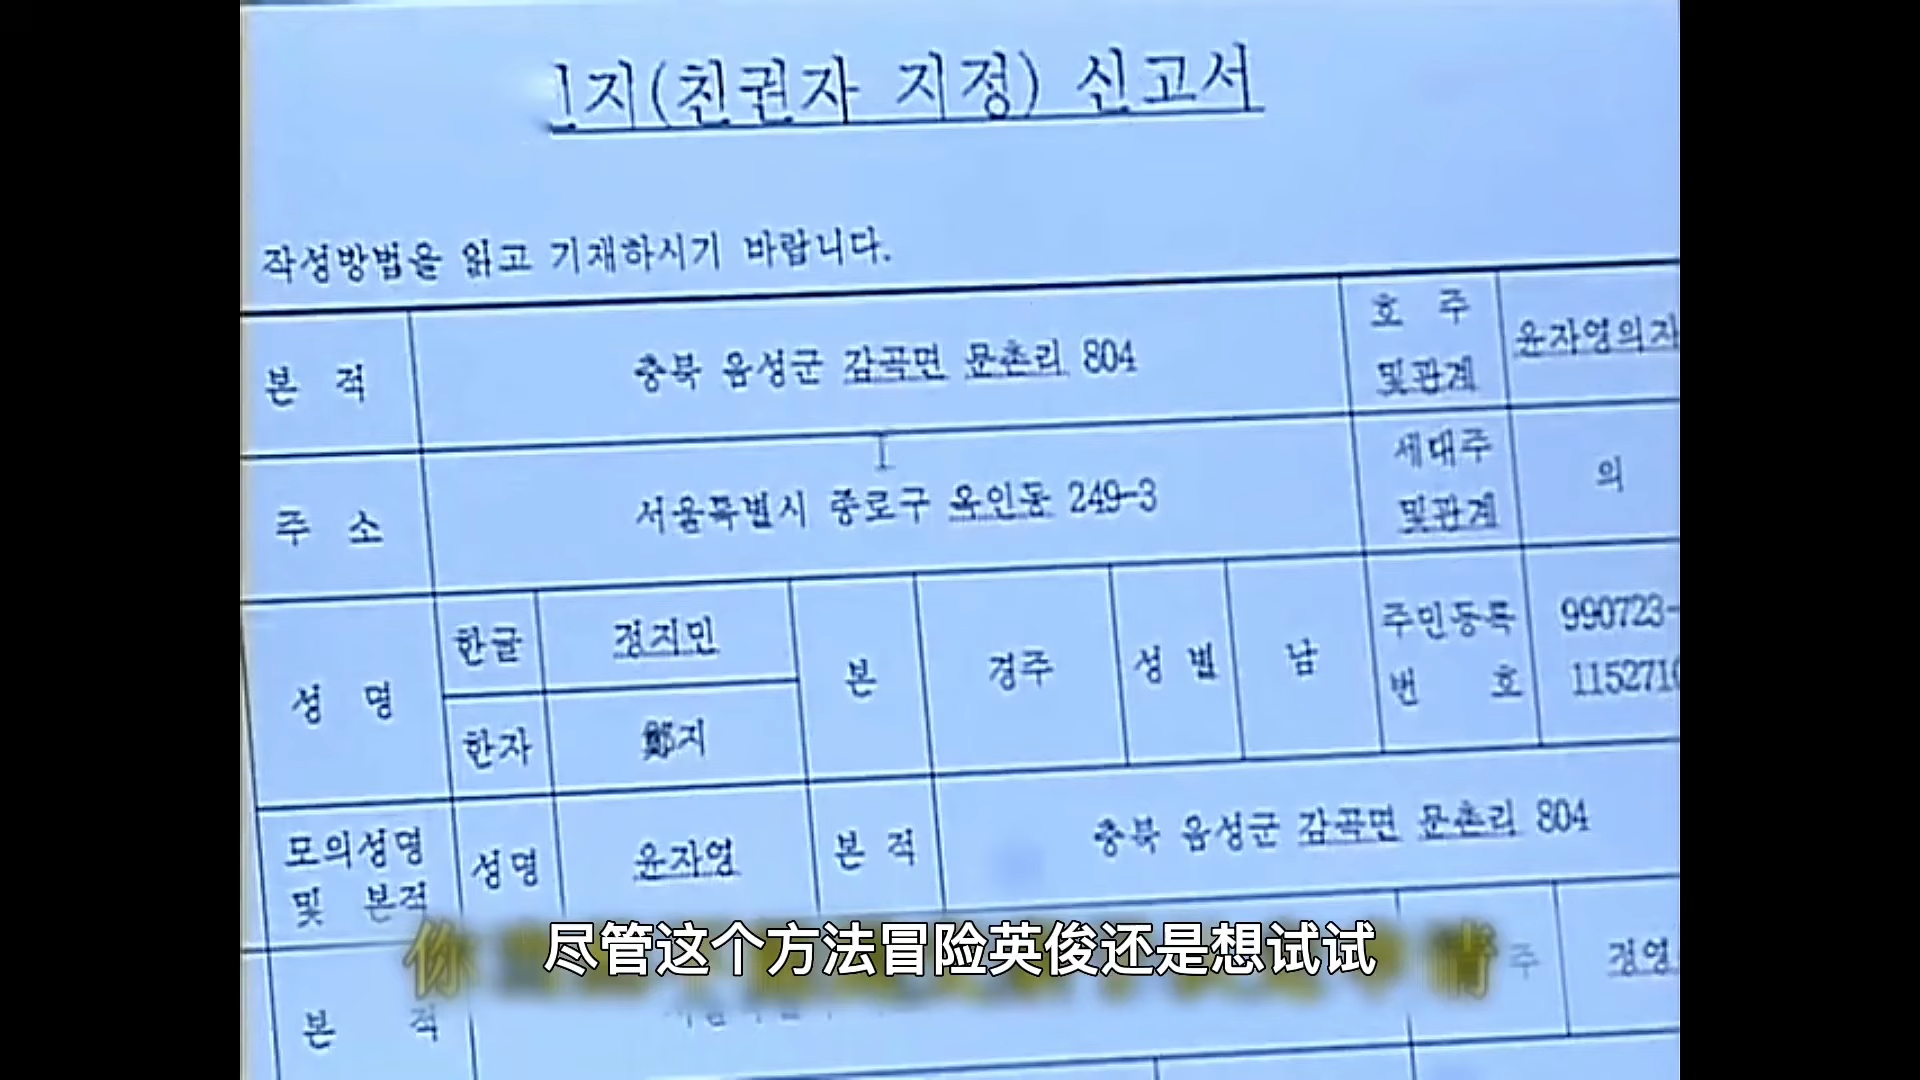 인지(친권자 지정) 신고서
작성방법을 읽고 기재하시기 바랍니다.
본 적 충북 음성군 감곡면 문촌리 804 호 주 및관계 윤자영의자
주 소 서울특별시 종로구 옥인동 249-3 세대주 및관계 의
성 명 한글 정지민 본 경주 성 별 남 주민등록 번 호 990723-
한자 鄭지 115271
모의성명 및 본적 성명 윤자영 본 적 충북 음성군 감곡면 문촌리 804
尽管这个方法冒险英俊还是想试试
본 적 주